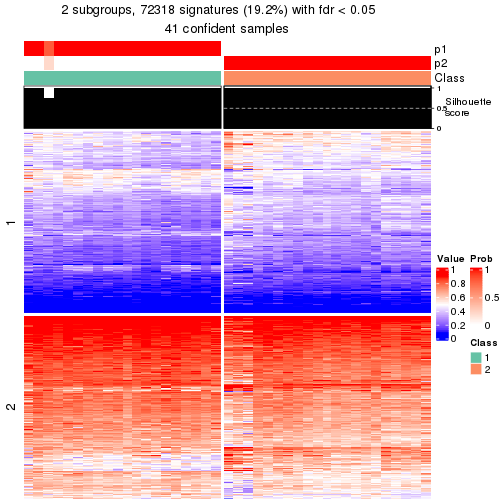 2 subgroups, 72318 signatures (19.2%) with fdr < 0.05
41 confident samples
p1
p2
Class
1
0.5
0
Silhouette
score
1
2
Value
1
0.8
0.6
0.4
0.2
0
Prob
1
0.5
0
Class
1
2